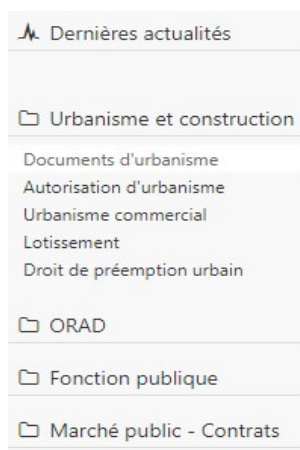 Dernières actualités
Urbanisme et construction
Documents d'urbanisme
Autorisation d'urbanisme
Urbanisme commercial
Lotissement
Droit de préemption urbain
ORAD
Fonction publique
Marché public - Contrats